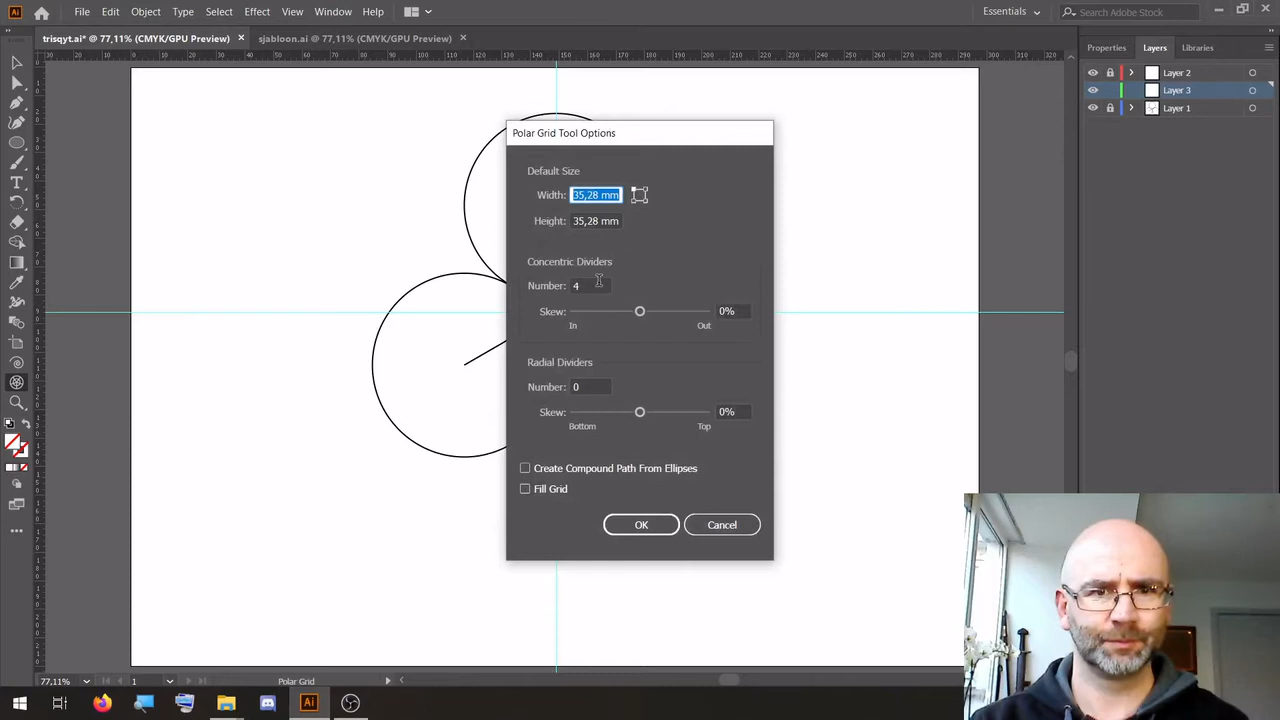 Ai File Edit Object Type Select Effect View Window Help Essentials Search Adobe Stock
trisqyt.ai* @ 77,11% (CMYK/GPU Preview) × sjabloon.ai @ 77,11% (CMYK/GPU Preview) ×
Properties Layers Libraries
Layer 2
Layer 3
Layer 1
Polar Grid Tool Options
Default Size
Width: 35,28 mm
Height: 35,28 mm
Concentric Dividers
Number: 4
Skew: 0%
In Out
Radial Dividers
Number: 0
Skew: 0%
Bottom Top
Create Compound Path From Ellipses
Fill Grid
OK Cancel
77,11% 1 Polar Grid
Ai